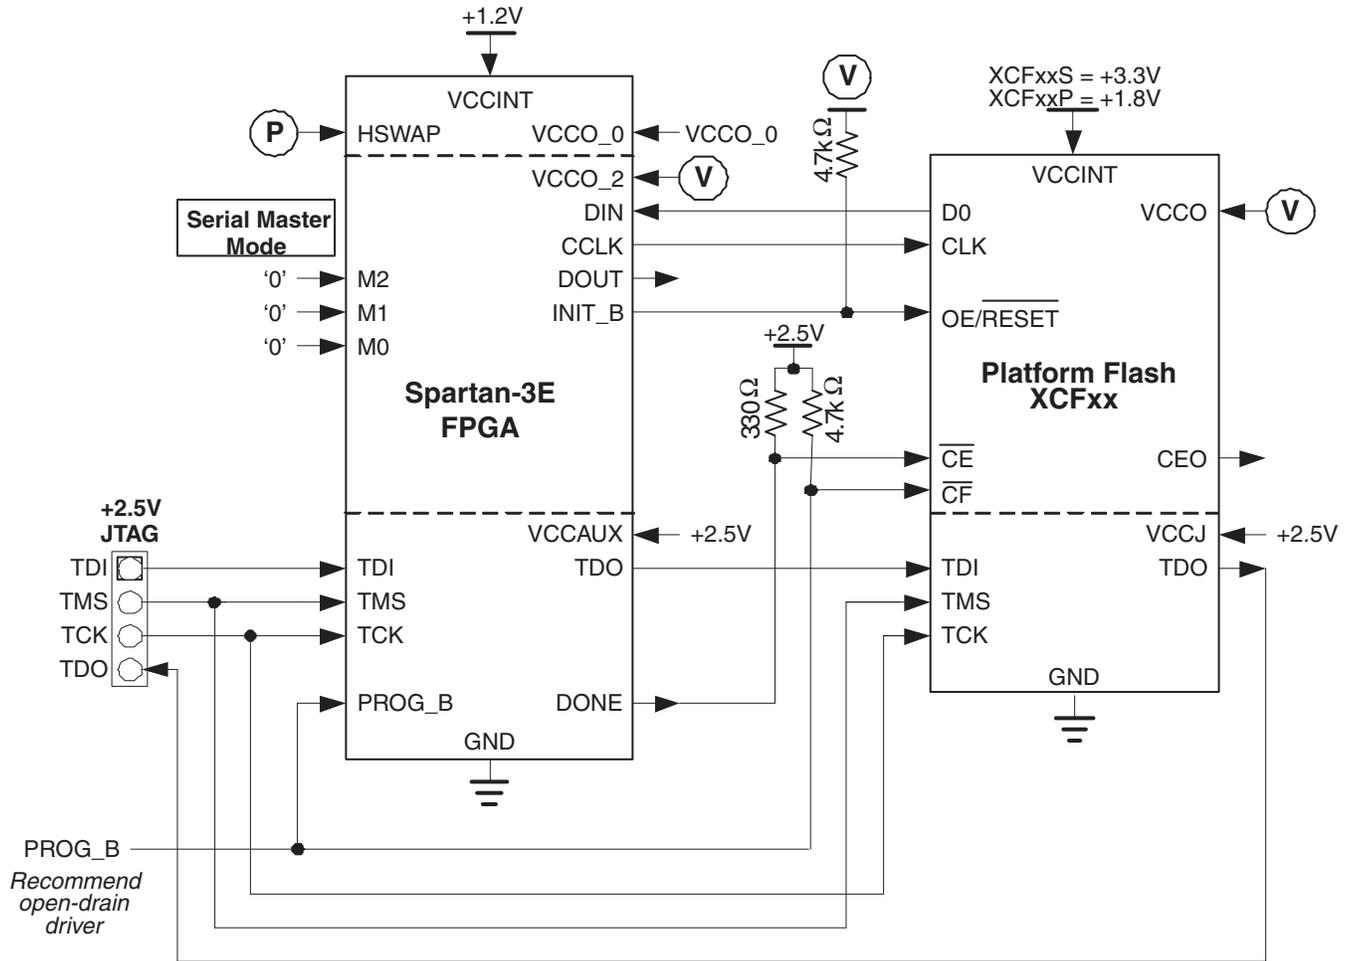 +1.2V
XCFxxS = +3.3V
XCFxxP = +1.8V
V
VCCINT
P
HSWAP
VCCO_0
VCCO_0
4.7kΩ
VCCINT
VCCO_2
V
Serial Master
Mode
DIN
D0
VCCO
V
CCLK
CLK
'0'
M2
DOUT
'0'
M1
INIT_B
OE/RESET
'0'
M0
+2.5V
Spartan-3E
FPGA
Platform Flash
XCFxx
330Ω
4.7kΩ
CE
CEO
CF
+2.5V
JTAG
VCCAUX
+2.5V
VCCJ
+2.5V
TDI
TDI
TDO
TDI
TDO
TMS
TMS
TMS
TCK
TCK
TCK
TDO
GND
PROG_B
DONE
GND
PROG_B
Recommend
open-drain
driver